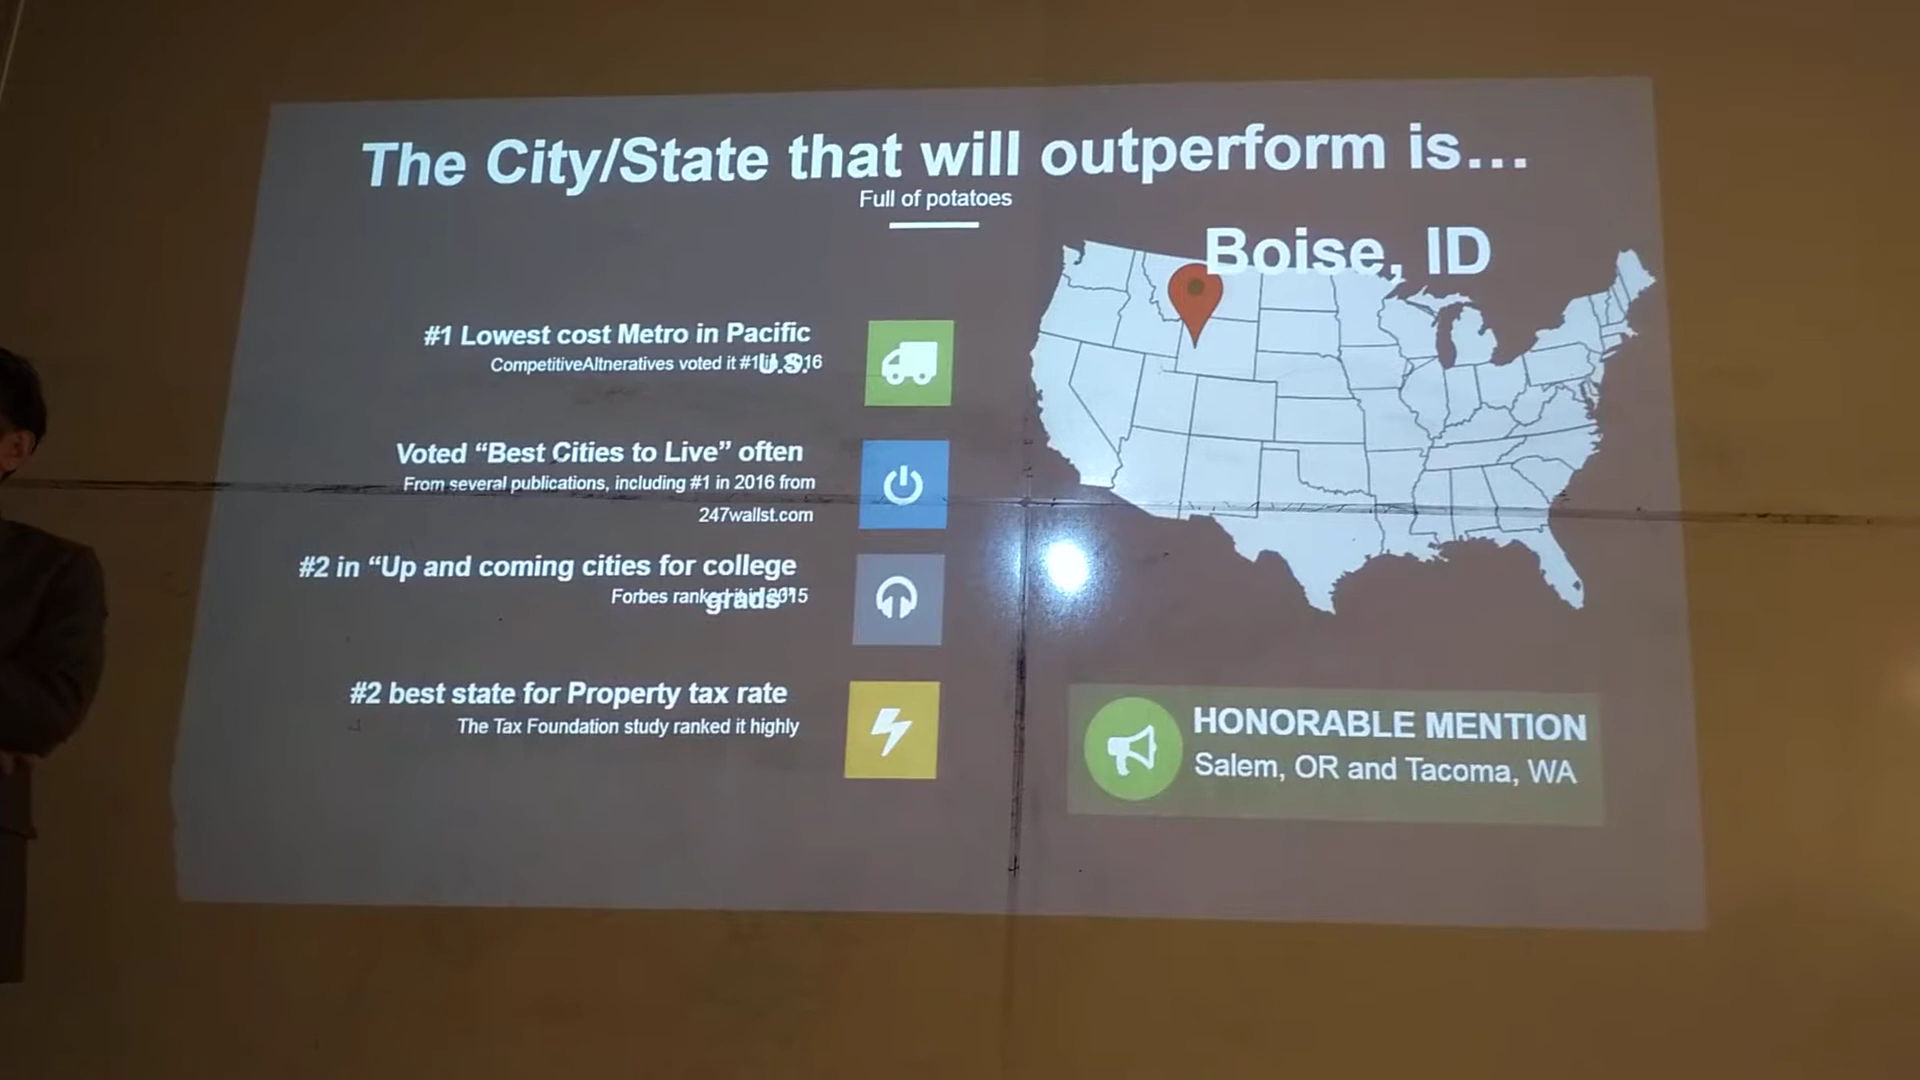 The City/State that will outperform is...
Full of potatoes
Boise, ID
#1 Lowest cost Metro in Pacific
U.S.
CompetitiveAltneratives voted it #1 in 2016
Voted “Best Cities to Live” often
From several publications, including #1 in 2016 from
247wallst.com
#2 in “Up and coming cities for college
grads”
Forbes ranked it in 2015
#2 best state for Property tax rate
The Tax Foundation study ranked it highly
HONORABLE MENTION
Salem, OR and Tacoma, WA